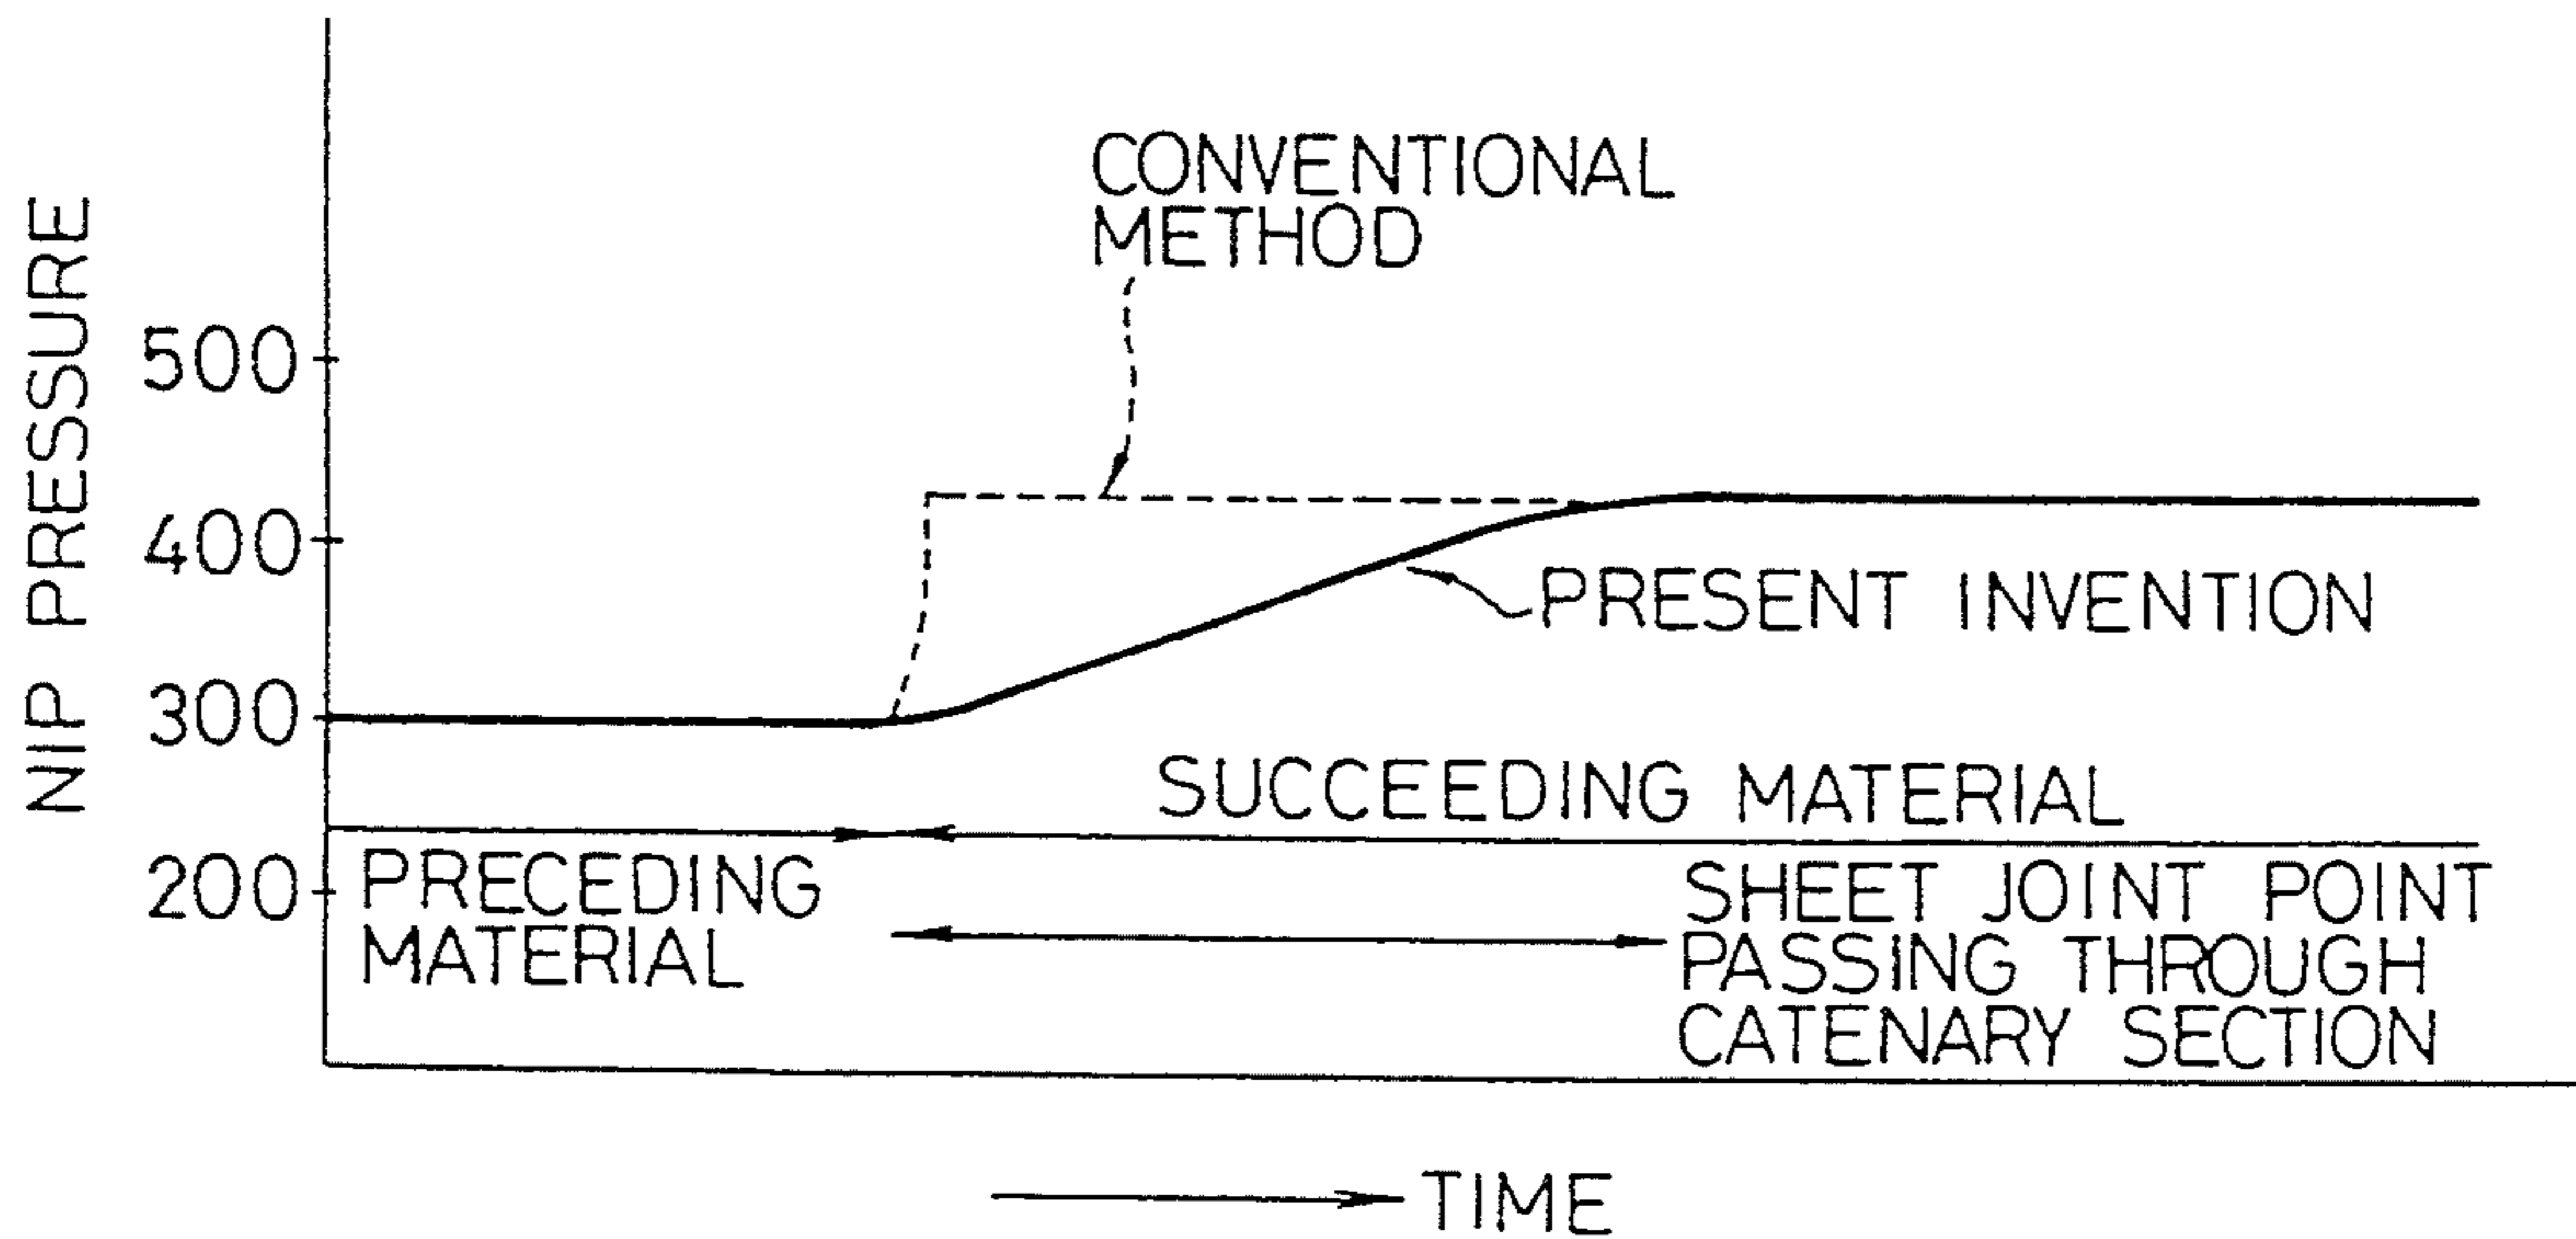 CONVENTIONAL
METHOD
NIP PRESSURE
500
400
300
200
PRESENT INVENTION
SUCCEEDING MATERIAL
PRECEDING
MATERIAL
SHEET JOINT POINT
PASSING THROUGH
CATENARY SECTION
TIME